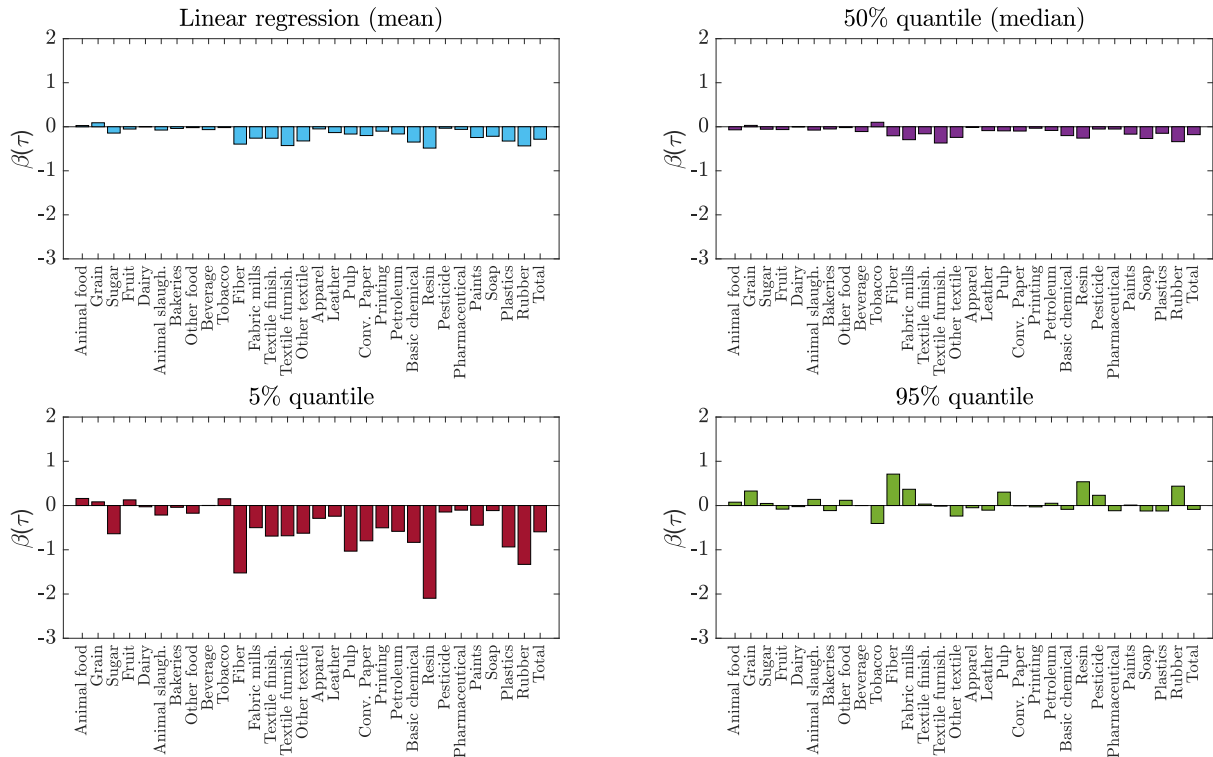 Linear regression (mean)
2
1
0
-1
-2
-3
β(τ)
Animal food
Grain
Sugar
Fruit
Dairy
Animal slaugh.
Bakeries
Other food
Beverage
Tobacco
Fiber
Fabric mills
Textile finish.
Textile furnish.
Other textile
Apparel
Leather
Pulp
Conv. Paper
Printing
Petroleum
Basic chemical
Resin
Pesticide
Pharmaceutical
Paints
Soap
Plastics
Rubber
Total
50% quantile (median)
2
1
0
-1
-2
-3
β(τ)
Animal food
Grain
Sugar
Fruit
Dairy
Animal slaugh.
Bakeries
Other food
Beverage
Tobacco
Fiber
Fabric mills
Textile finish.
Textile furnish.
Other textile
Apparel
Leather
Pulp
Conv. Paper
Printing
Petroleum
Basic chemical
Resin
Pesticide
Pharmaceutical
Paints
Soap
Plastics
Rubber
Total
5% quantile
2
1
0
-1
-2
-3
β(τ)
Animal food
Grain
Sugar
Fruit
Dairy
Animal slaugh.
Bakeries
Other food
Beverage
Tobacco
Fiber
Fabric mills
Textile finish.
Textile furnish.
Other textile
Apparel
Leather
Pulp
Conv. Paper
Printing
Petroleum
Basic chemical
Resin
Pesticide
Pharmaceutical
Paints
Soap
Plastics
Rubber
Total
95% quantile
2
1
0
-1
-2
-3
β(τ)
Animal food
Grain
Sugar
Fruit
Dairy
Animal slaugh.
Bakeries
Other food
Beverage
Tobacco
Fiber
Fabric mills
Textile finish.
Textile furnish.
Other textile
Apparel
Leather
Pulp
Conv. Paper
Printing
Petroleum
Basic chemical
Resin
Pesticide
Pharmaceutical
Paints
Soap
Plastics
Rubber
Total